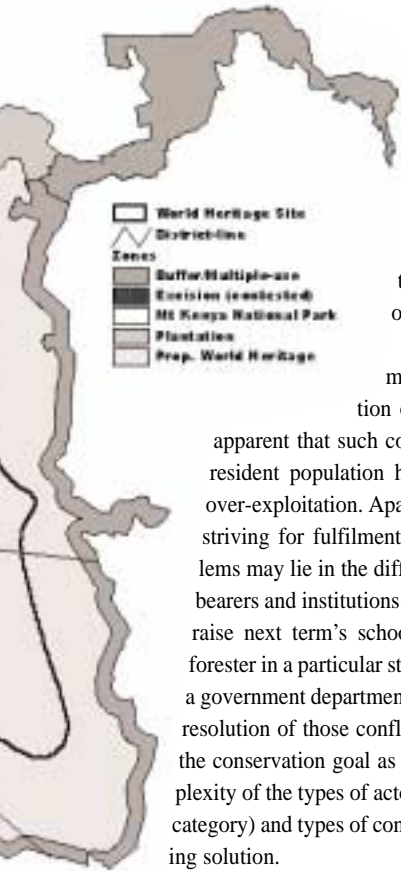 World Heritage Site
District-line
Zones
Buffer/Multiple-use
Excision (contested)
Mt Kenya National Park
Plantation
Prop. World Heritage
t
o
m
tion
apparent that such co
resident population h
over-exploitation. Apa
striving for fulfilment
lems may lie in the diff
bearers and institutions
raise next term's schoo
forester in a particular st
a government department
resolution of those confl
the conservation goal as
plexity of the types of acto
category) and types of con
ing solution.